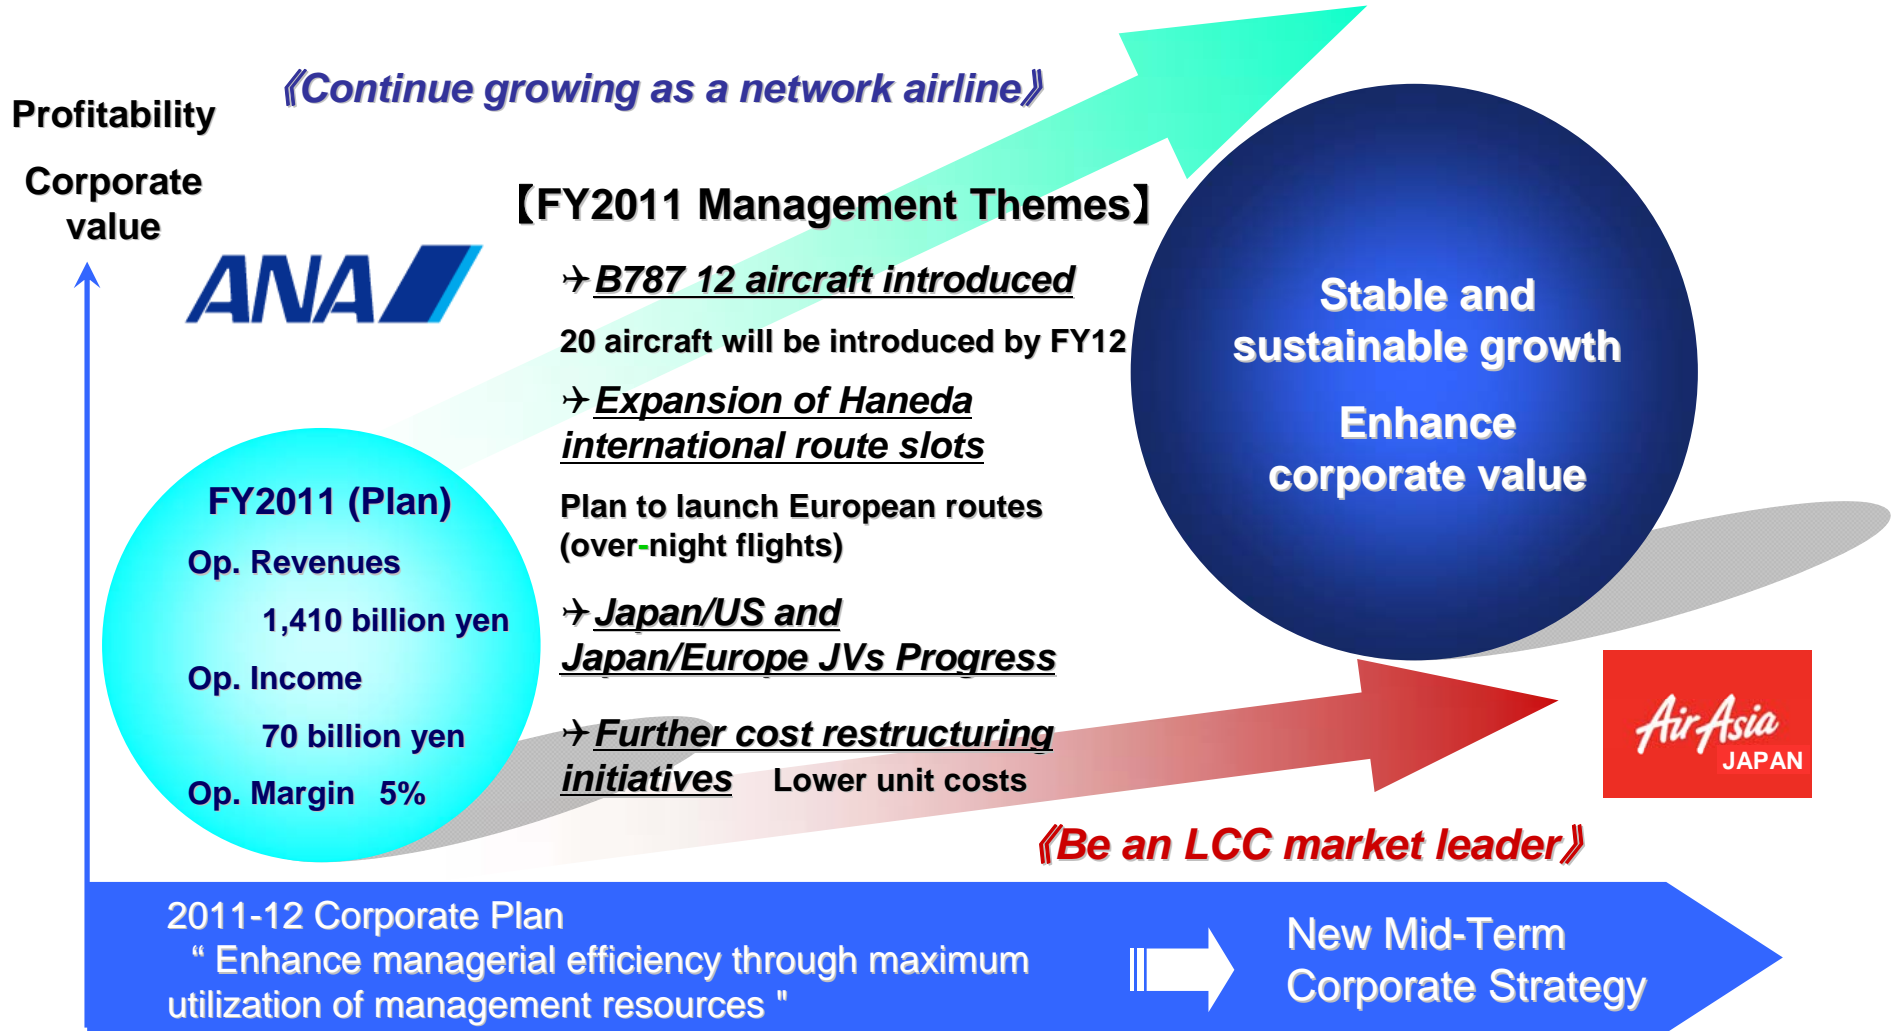 《Continue growing as a network airline》
Profitability
Corporate
value
ANA
【FY2011 Management Themes】
✈B787 12 aircraft introduced
20 aircraft will be introduced by FY12
✈Expansion of Haneda
international route slots
Plan to launch European routes
(over-night flights)
✈Japan/US and
Japan/Europe JVs Progress
✈Further cost restructuring
initiatives Lower unit costs
FY2011 (Plan)
Op. Revenues
1,410 billion yen
Op. Income
70 billion yen
Op. Margin 5%
Stable and
sustainable growth
Enhance
corporate value
AirAsia
JAPAN
《Be an LCC market leader》
2011-12 Corporate Plan
“ Enhance managerial efficiency through maximum
utilization of management resources "
New Mid-Term
Corporate Strategy